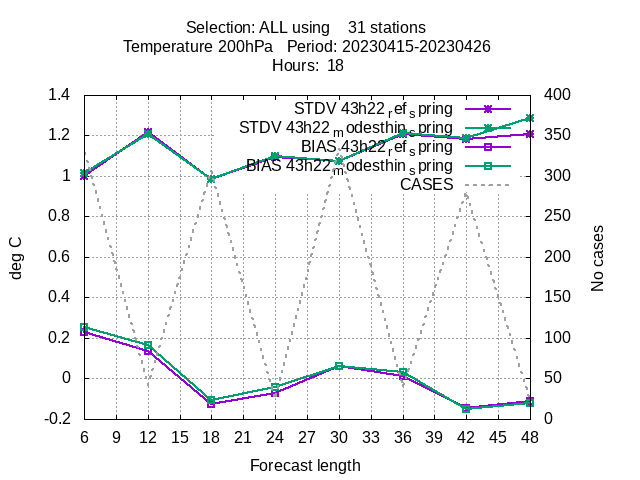 Selection: ALL using    31 stations
Temperature 200hPa   Period: 20230415-20230426
Hours:  18
1.4
1.2
1
0.8
0.6
0.4
0.2
0
-0.2
400
350
300
250
200
150
100
50
0
6 9 12 15 18 21 24 27 30 33 36 39 42 45 48
deg C
No cases
Forecast length
STDV 43h22_ref_spring
STDV 43h22_modesthin_spring
BIAS 43h22_ref_spring
BIAS 43h22_modesthin_spring
CASES